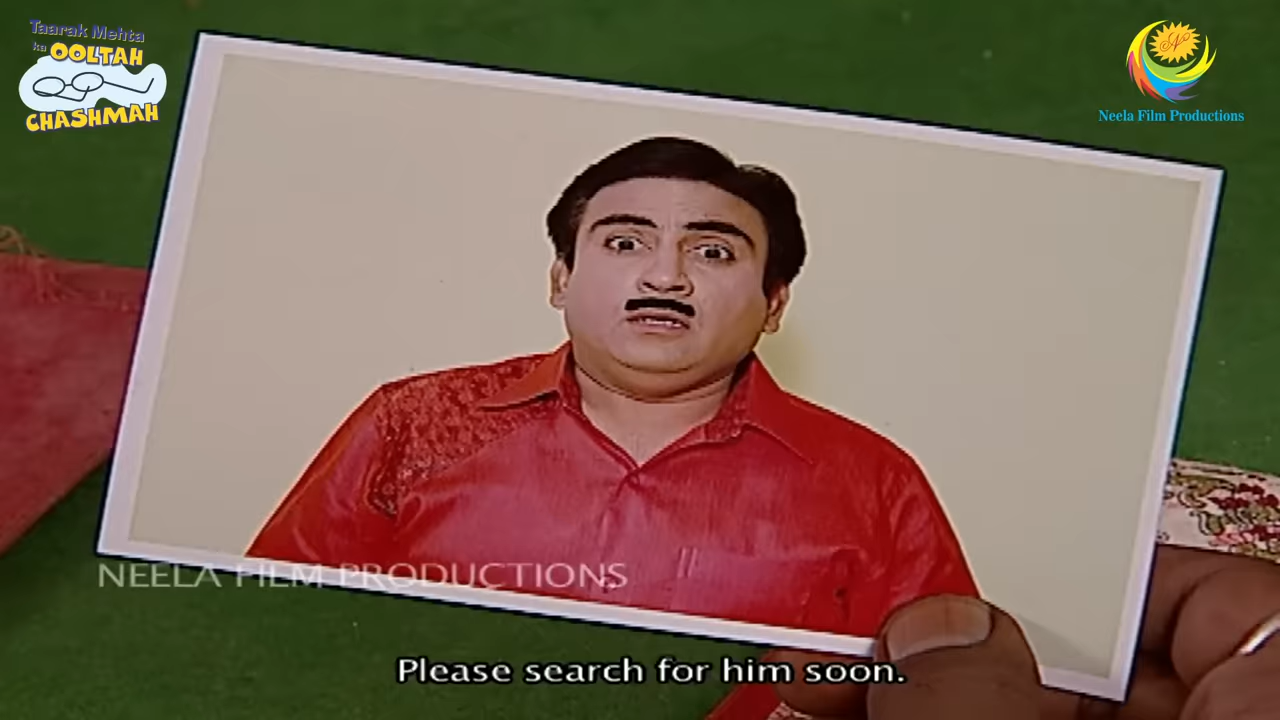 Taarak Mehta
ka OOLTAH
CHASHMAH
Neela Film Productions
NEELA FILM PRODUCTIONS
Please search for him soon.